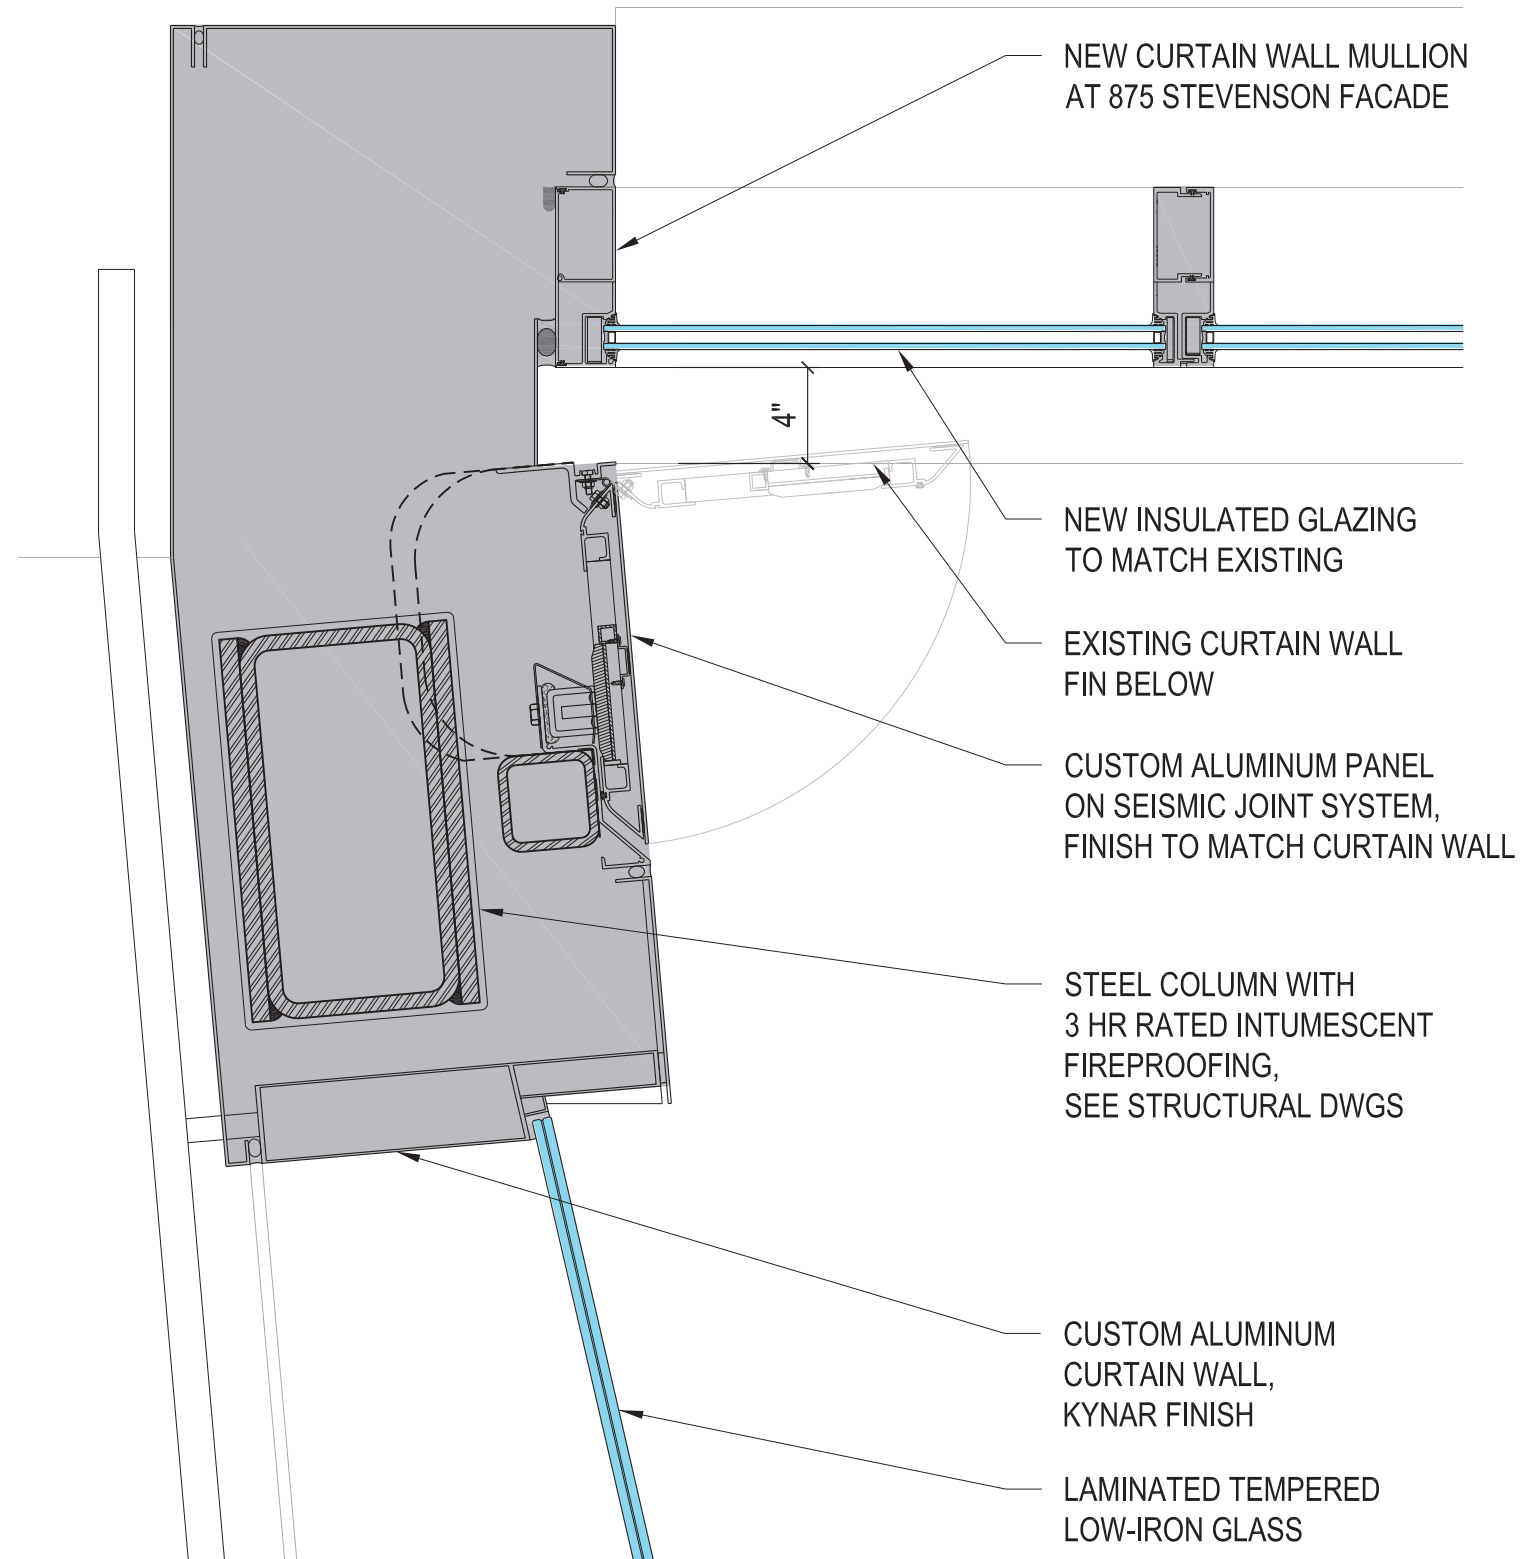 NEW CURTAIN WALL MULLION
AT 875 STEVENSON FACADE
4"
NEW INSULATED GLAZING
TO MATCH EXISTING
EXISTING CURTAIN WALL
FIN BELOW
CUSTOM ALUMINUM PANEL
ON SEISMIC JOINT SYSTEM,
FINISH TO MATCH CURTAIN WALL
STEEL COLUMN WITH
3 HR RATED INTUMESCENT
FIREPROOFING,
SEE STRUCTURAL DWGS
CUSTOM ALUMINUM
CURTAIN WALL,
KYNAR FINISH
LAMINATED TEMPERED
LOW-IRON GLASS